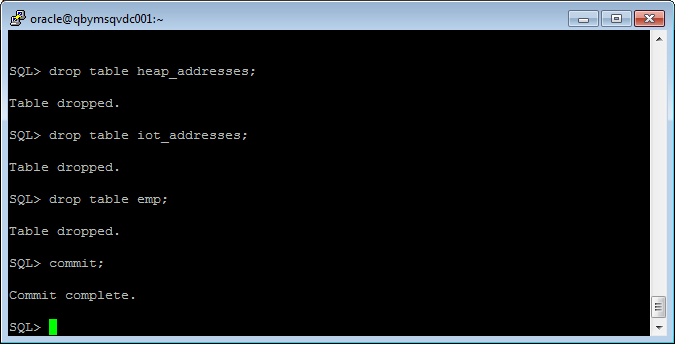 oracle@qbymsqvdc001:~
SQL> drop table heap_addresses;
Table dropped.
SQL> drop table iot_addresses;
Table dropped.
SQL> drop table emp;
Table dropped.
SQL> commit;
Commit complete.
SQL>